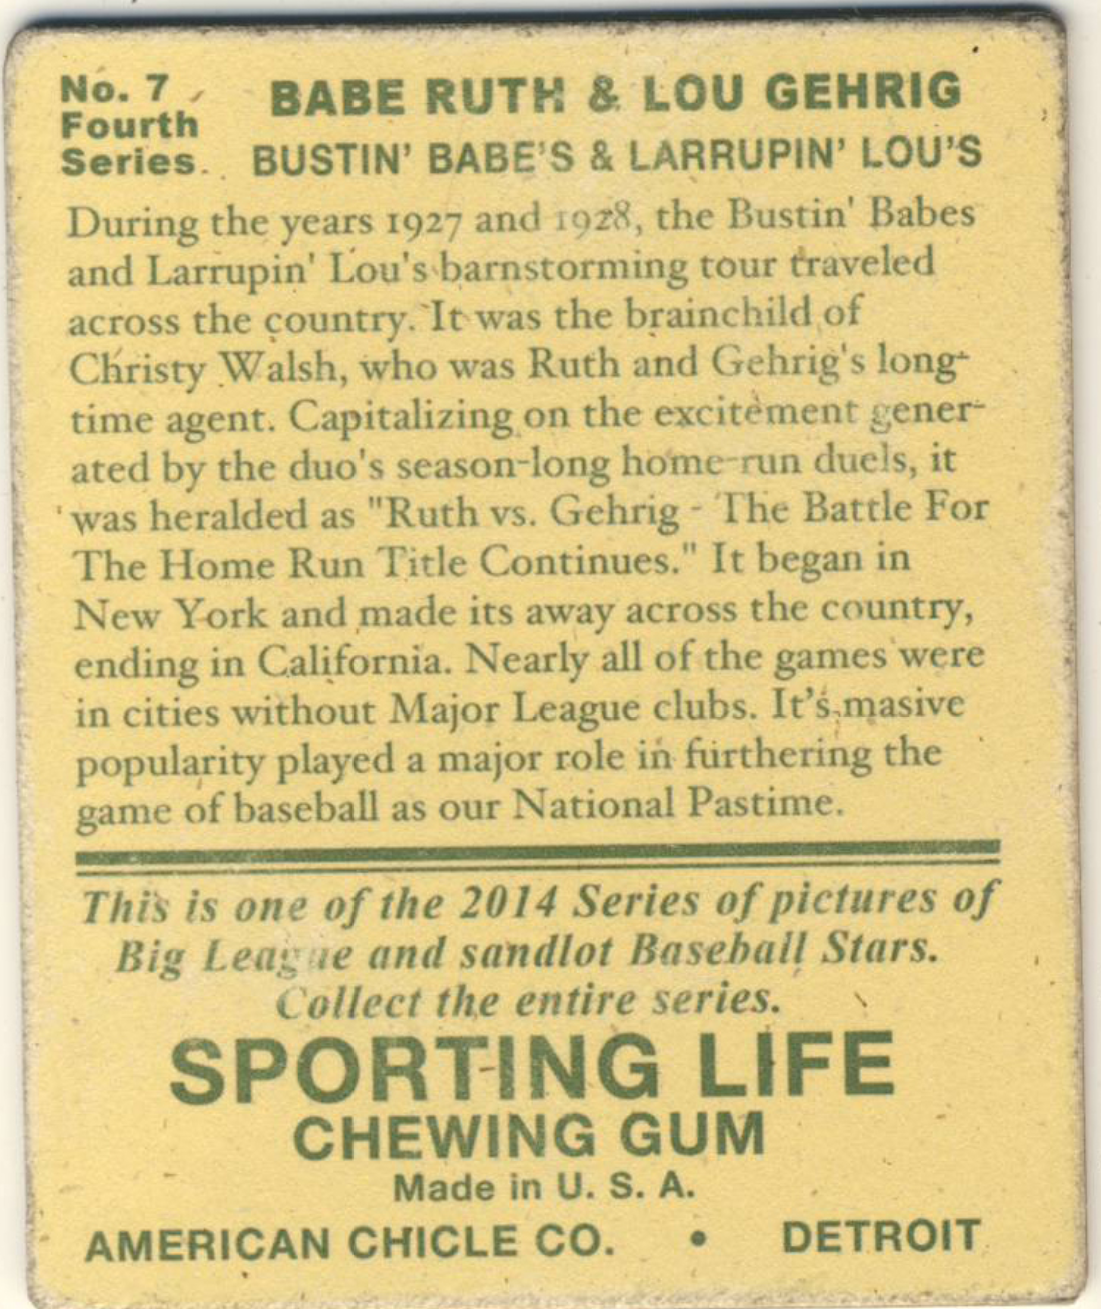 No. 7
Fourth
Series.
BABE RUTH & LOU GEHRIG
BUSTIN' BABE'S & LARRUPIN' LOU'S
During the years 1927 and 1928, the Bustin' Babes
and Larrupin' Lou's barnstorming tour traveled
across the country. It was the brainchild of
Christy Walsh, who was Ruth and Gehrig's long-
time agent. Capitalizing on the excitement gener-
ated by the duo's season-long home-run duels, it
was heralded as "Ruth vs. Gehrig - The Battle For
The Home Run Title Continues." It began in
New York and made its away across the country,
ending in California. Nearly all of the games were
in cities without Major League clubs. It's masive
popularity played a major role in furthering the
game of baseball as our National Pastime.
This is one of the 2014 Series of pictures of
Big League and sandlot Baseball Stars.
Collect the entire series.
SPORTING LIFE
CHEWING GUM
Made in U. S. A.
AMERICAN CHICLE CO. • DETROIT